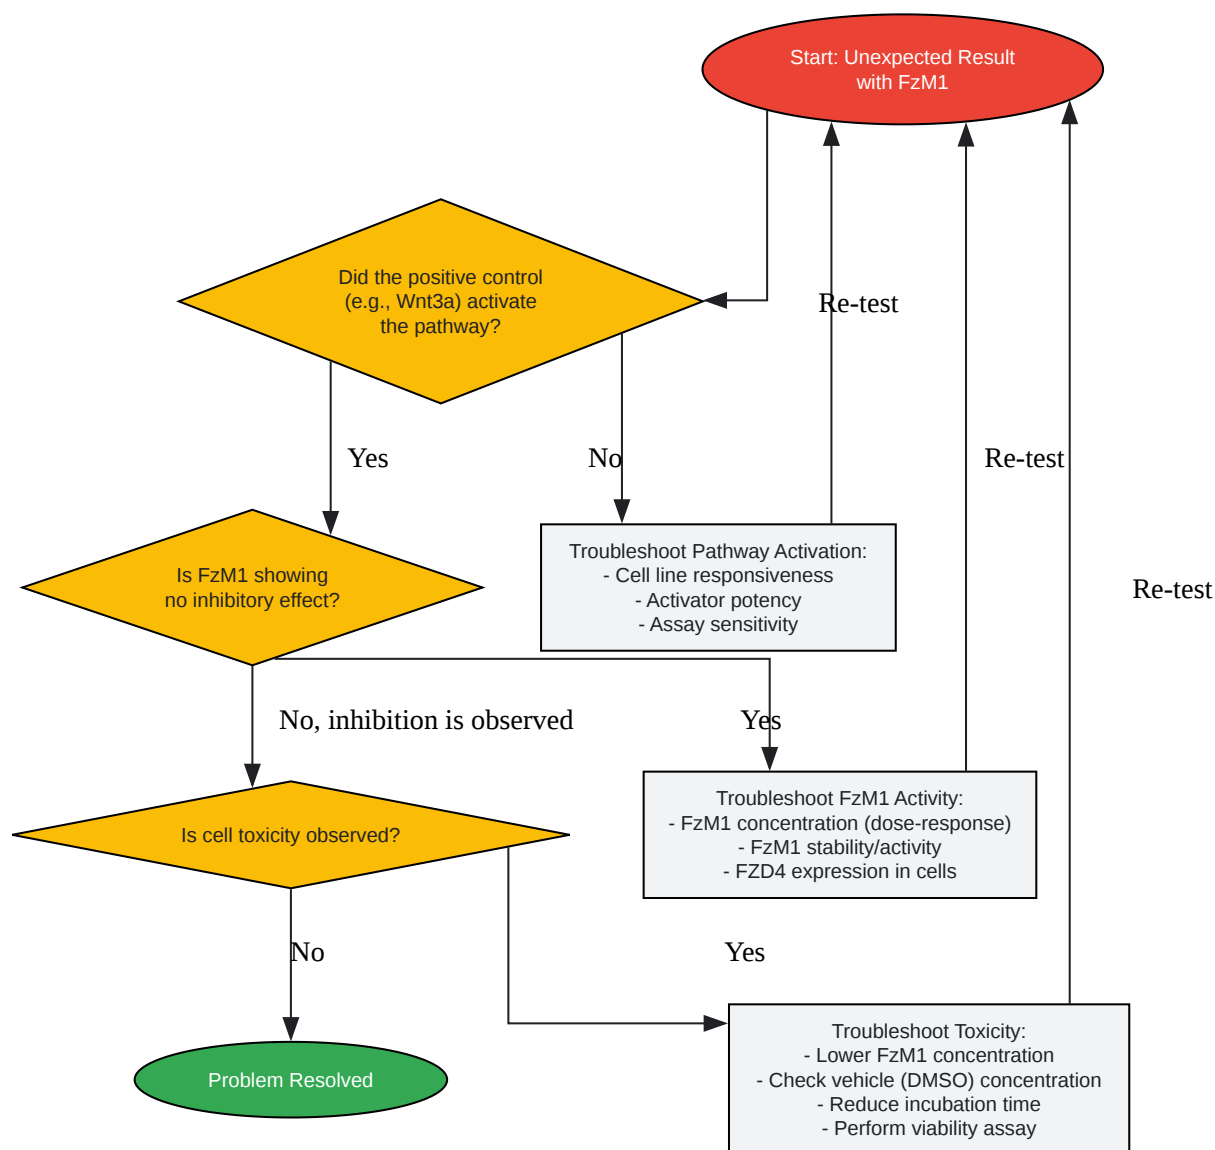 Start: Unexpected Result
with FzM1
Did the positive control
(e.g., Wnt3a) activate
the pathway?
Re-test
Yes
No
Re-test
Is FzM1 showing
no inhibitory effect?
Troubleshoot Pathway Activation:
- Cell line responsiveness
- Activator potency
- Assay sensitivity
Re-test
No, inhibition is observed
Yes
Is cell toxicity observed?
Troubleshoot FzM1 Activity:
- FzM1 concentration (dose-response)
- FzM1 stability/activity
- FZD4 expression in cells
No
Yes
Problem Resolved
Troubleshoot Toxicity:
- Lower FzM1 concentration
- Check vehicle (DMSO) concentration
- Reduce incubation time
- Perform viability assay